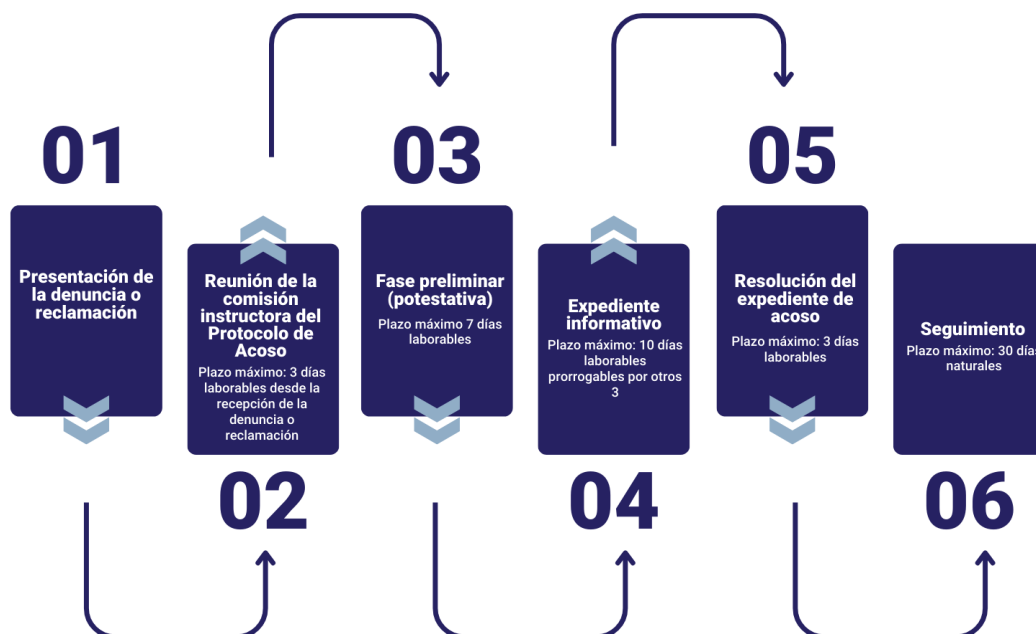 01
Presentación de
la denuncia o
reclamación
02
Reunión de la
comisión
instructora del
Protocolo de
Acoso
Plazo máximo: 3 días
laborables desde la
recepción de la
denuncia o
reclamación
03
Fase preliminar
(potestativa)
Plazo máximo 7 días
laborables
04
Expediente
informativo
Plazo máximo: 10 días
laborables
prorrogables por otros
3
05
Resolución del
expediente de
acoso
Plazo máximo: 3 días
laborables
06
Seguimiento
Plazo máximo: 30 días
naturales